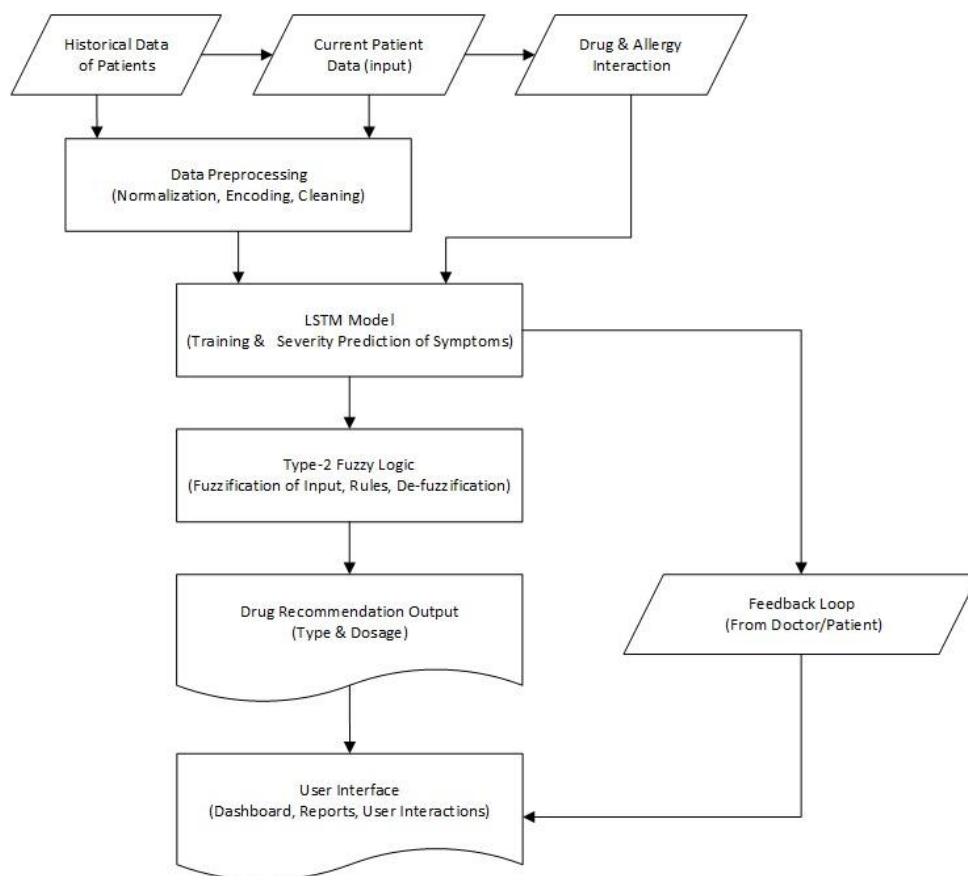 Historical Data
of Patients
Current Patient
Data (input)
Drug & Allergy
Interaction
Data Preprocessing
(Normalization, Encoding, Cleaning)
LSTM Model
(Training & Severity Prediction of Symptoms)
Type-2 Fuzzy Logic
(Fuzzification of Input, Rules, De-fuzzification)
Drug Recommendation Output
(Type & Dosage)
Feedback Loop
(From Doctor/Patient)
User Interface
(Dashboard, Reports, User Interactions)